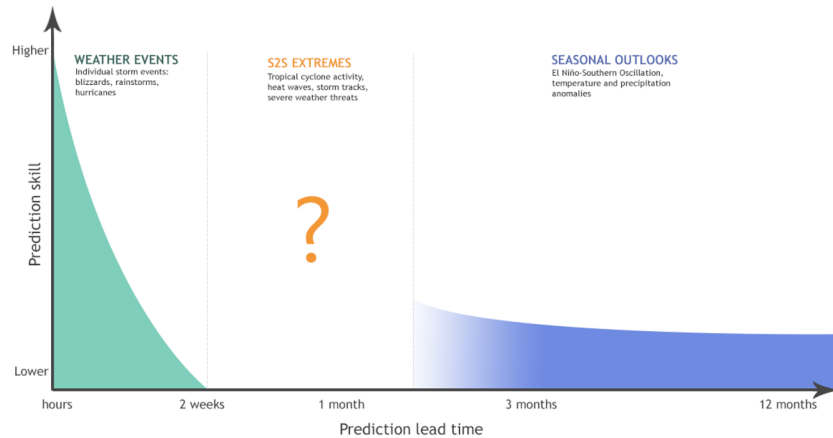 Higher
WEATHER EVENTS
Individual storm events:
blizzards, rainstorms,
hurricanes
S2S EXTREMES
Tropical cyclone activity,
heat waves, storm tracks,
severe weather threats
SEASONAL OUTLOOKS
El Niño-Southern Oscillation,
temperature and precipitation
anomalies
Prediction skill
?
Lower
hours 2 weeks 1 month 3 months 12 months
Prediction lead time